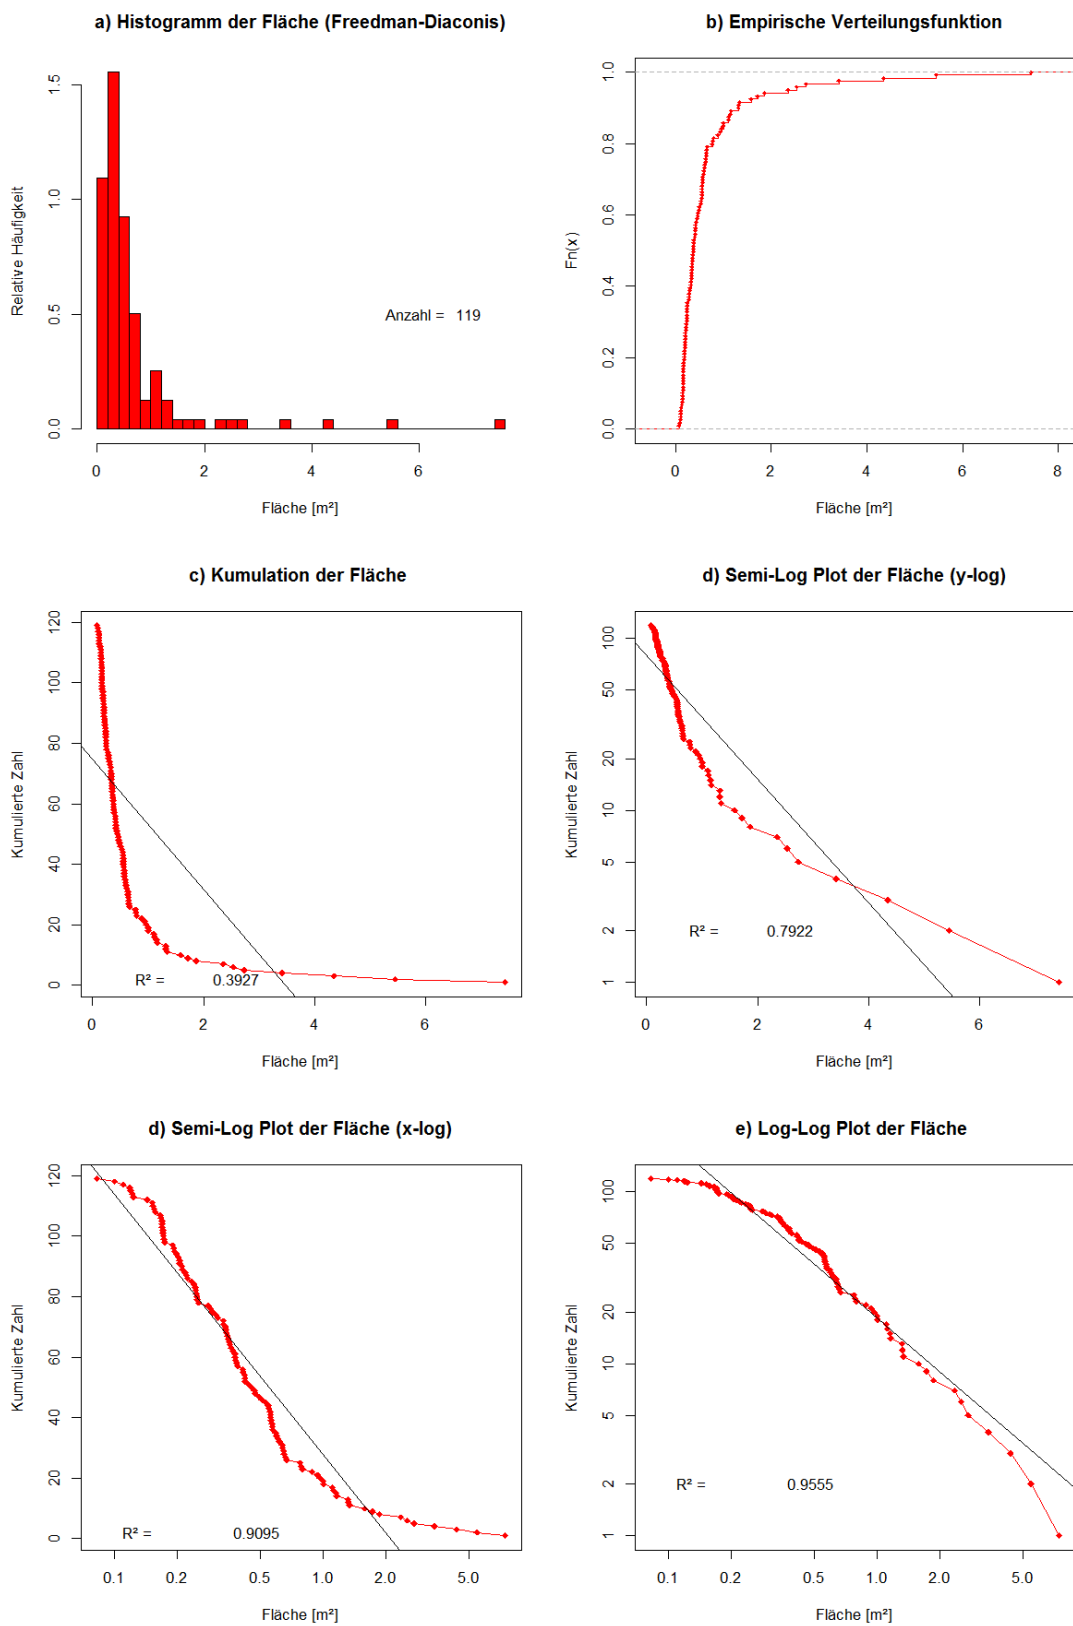 a) Histogramm der Fläche (Freedman-Diaconis)
Relative Häufigkeit
1.5
1.0
0.5
0.0
Anzahl = 119
0 2 4 6
Fläche [m²]
b) Empirische Verteilungsfunktion
Fn(x)
1.0
0.8
0.6
0.4
0.2
0.0
0 2 4 6 8
Fläche [m²]
c) Kumulation der Fläche
Kumulierte Zahl
120
100
80
60
40
20
0
R² = 0.3927
0 2 4 6
Fläche [m²]
d) Semi-Log Plot der Fläche (y-log)
Kumulierte Zahl
100
50
20
10
5
2
1
R² = 0.7922
0 2 4 6
Fläche [m²]
d) Semi-Log Plot der Fläche (x-log)
Kumulierte Zahl
120
100
80
60
40
20
0
R² = 0.9095
0.1 0.2 0.5 1.0 2.0 5.0
Fläche [m²]
e) Log-Log Plot der Fläche
Kumulierte Zahl
100
50
20
10
5
2
1
R² = 0.9555
0.1 0.2 0.5 1.0 2.0 5.0
Fläche [m²]